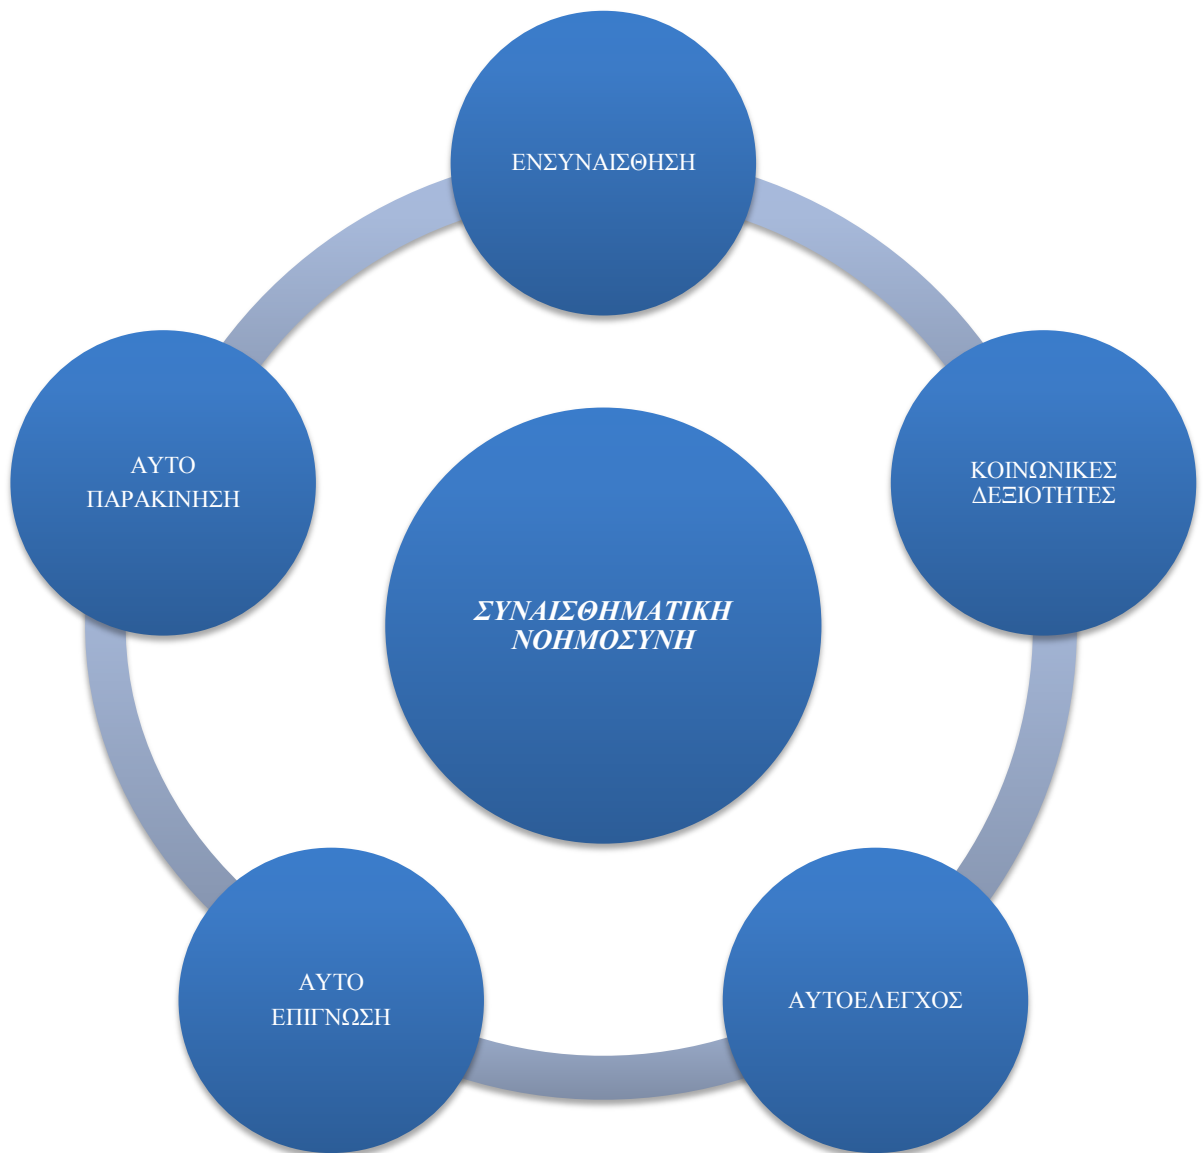 ΕΝΣΥΝΑΙΣΘΗΣΗ
ΚΟΙΝΩΝΙΚΕΣ
ΔΕΞΙΟΤΗΤΕΣ
ΑΥΤΟΕΛΕΓΧΟΣ
ΑΥΤΟ
ΕΠΙΓΝΩΣΗ
ΑΥΤΟ
ΠΑΡΑΚΙΝΗΣΗ
ΣΥΝΑΙΣΘΗΜΑΤΙΚΗ
ΝΟΗΜΟΣΥΝΗ